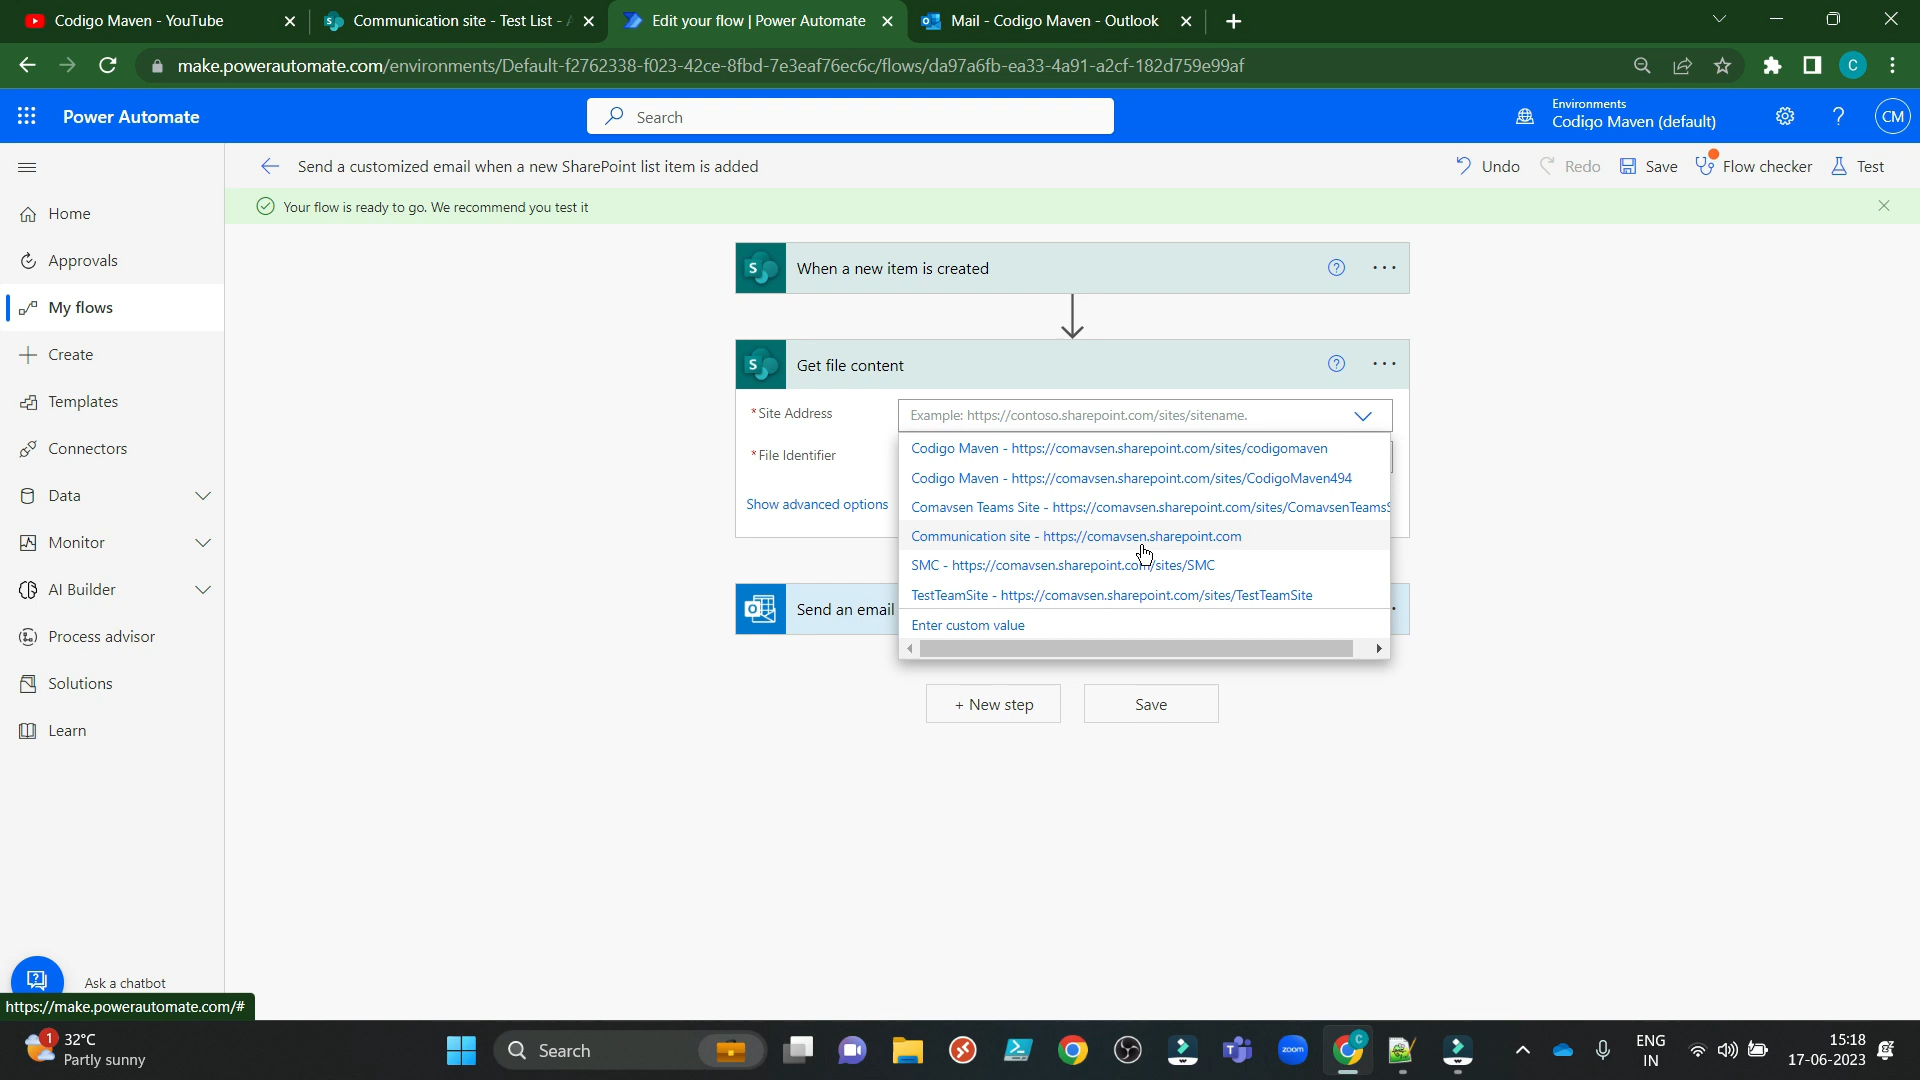 Codigo Maven - YouTube
Communication site - Test List -
Edit your flow | Power Automate
Mail - Codigo Maven - Outlook
make.powerautomate.com/environments/Default-f2762338-f023-42ce-8fbd-7e3eaf76ec6c/flows/da97a6fb-ea33-4a91-a2cf-182d759e99af
C
Power Automate
Search
Environments
Codigo Maven (default)
?
CM
Send a customized email when a new SharePoint list item is added
Undo
Redo
Save
Flow checker
Test
Your flow is ready to go. We recommend you test it
Home
Approvals
My flows
Create
Templates
Connectors
Data
Monitor
AI Builder
Process advisor
Solutions
Learn
Ask a chatbot
https://make.powerautomate.com/#
When a new item is created
Get file content
* Site Address
Example: https://contoso.sharepoint.com/sites/sitename.
* File Identifier
Codigo Maven - https://comavsen.sharepoint.com/sites/codigomaven
Codigo Maven - https://comavsen.sharepoint.com/sites/CodigoMaven494
Comavsen Teams Site - https://comavsen.sharepoint.com/sites/ComavsenTeamsS
Communication site - https://comavsen.sharepoint.com
SMC - https://comavsen.sharepoint.com/sites/SMC
TestTeamSite - https://comavsen.sharepoint.com/sites/TestTeamSite
Enter custom value
Show advanced options
Send an email
+ New step
Save
1
32°C
Partly sunny
Search
zoom
ENG
IN
15:18
17-06-2023